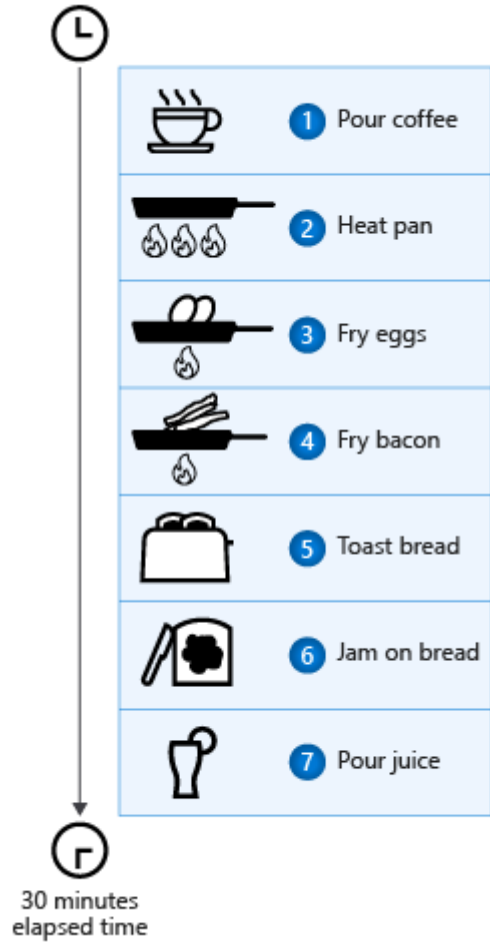 1 Pour coffee
2 Heat pan
3 Fry eggs
4 Fry bacon
5 Toast bread
6 Jam on bread
7 Pour juice
30 minutes
elapsed time